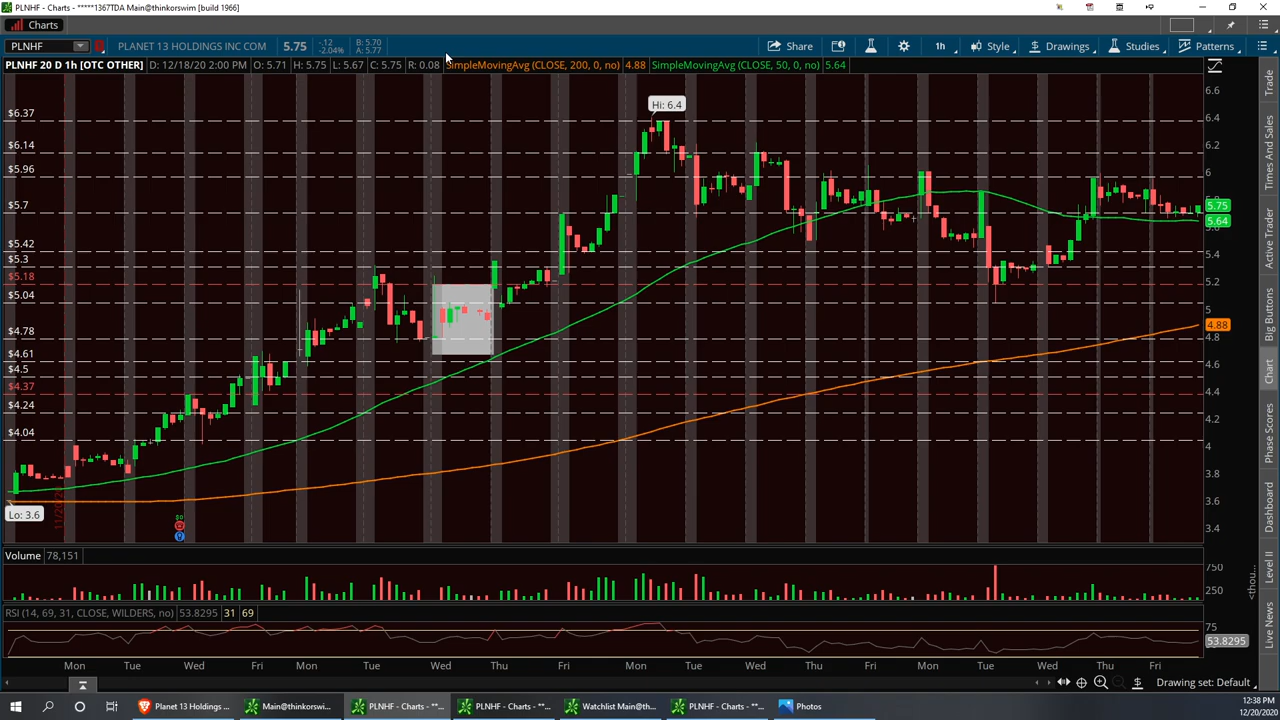 PLNHF - Charts - *****1367TDA Main@thinkorswim [build 1966]
Charts
PLNHF PLANET 13 HOLDINGS INC COM 5.75 -.12 -2.04% B: 5.70 A: 5.77 Share 1h Style Drawings Studies Patterns
PLNHF 20 D 1h [OTC OTHER] D: 12/18/20 2:00 PM O: 5.71 H: 5.75 L: 5.67 C: 5.75 R: 0.08 SimpleMovingAvg (CLOSE, 200, 0, no) 4.88 SimpleMovingAvg (CLOSE, 50, 0, no) 5.64
Hi: 6.4
$6.37
$6.14
$5.96
$5.7
$5.42
$5.3
$5.18
$5.04
$4.78
$4.61
$4.5
$4.37
$4.24
$4.04
Lo: 3.6
6.6
6.4
6.2
6
5.75
5.64
5.4
5.2
5
4.88
4.8
4.6
4.4
4.2
4
3.8
3.6
3.4
Volume 78,151
750
250
RSI (14, 69, 31, CLOSE, WILDERS, no) 53.8295 31 69
75
53.8295
Mon Tue Wed Fri Mon Tue Wed Thu Fri Mon Tue Wed Thu Fri Mon Tue Wed Thu Fri
Drawing set: Default
Trade
Times And Sales
Active Trader
Big Buttons
Chart
Phase Scores
Dashboard
Level II
Live News
Planet 13 Holdings ... Main@thinkorswi... PLNHF - Charts - **... PLNHF - Charts - **... Watchlist Main@th... PLNHF - Charts - **... Photos
12:38 PM
12/20/2020